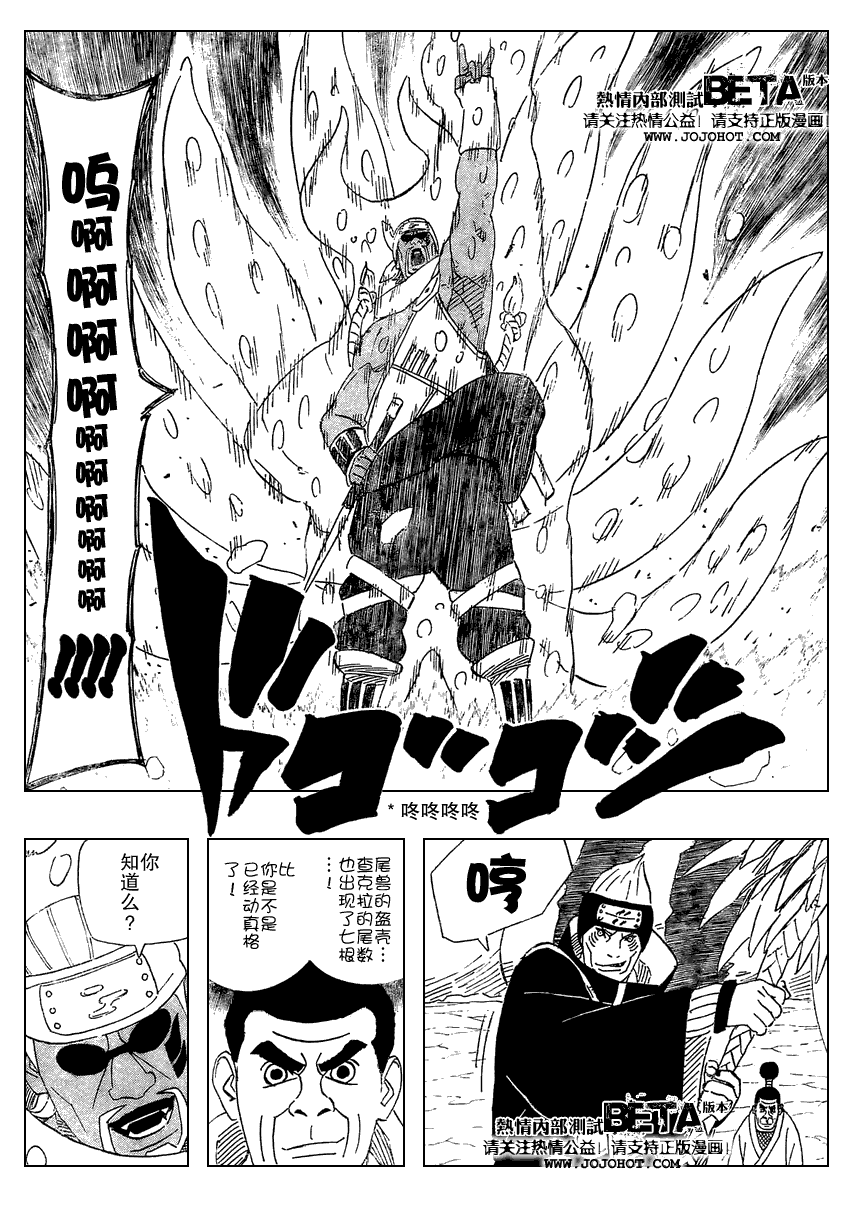 熱情内部測試BETA版本
请关注热情公益！请支持正版漫画！
WWW.JOJOHOT.COM
呜啊啊啊啊啊啊啊啊啊!!!!
ドゴゴゴ
* 咚咚咚咚
哼
尾兽的盔壳…
查克拉的尾数
也出现了七根
…！
比
你是不是
已经动真格
了！
你
知道么？
熱情内部測試BETA版本
请关注热情公益！请支持正版漫画！
WWW.JOJOHOT.COM